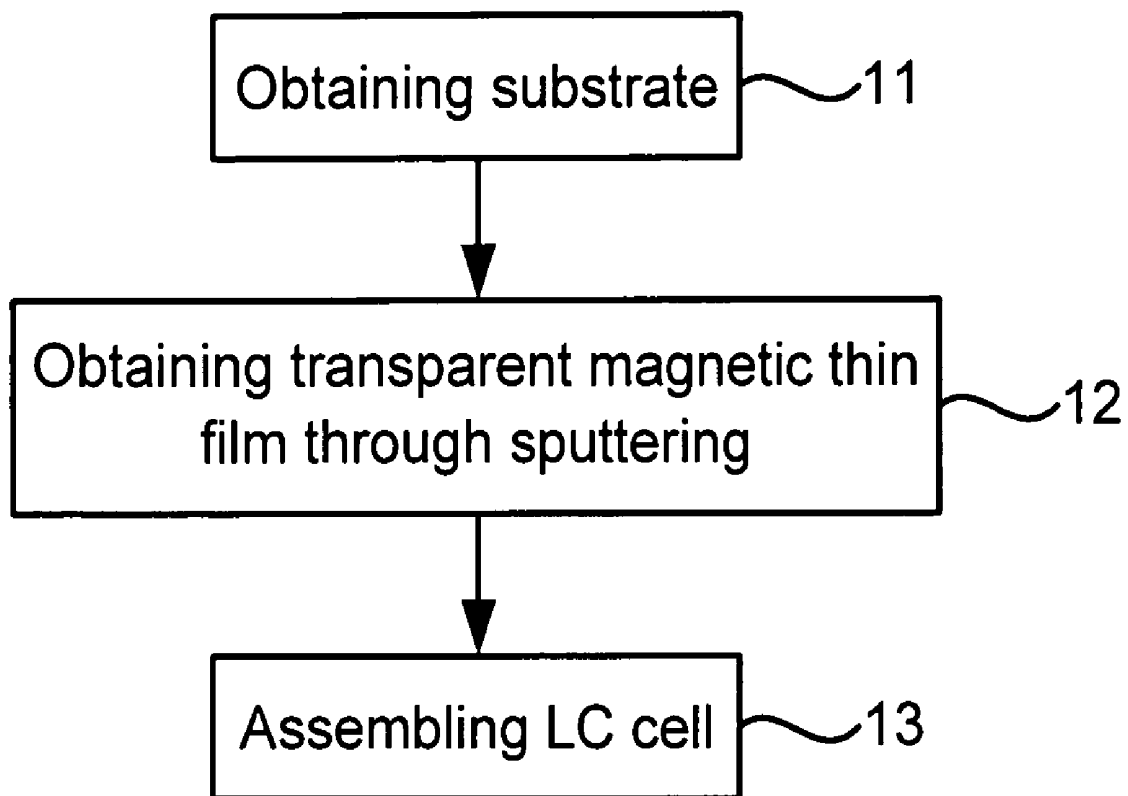 Obtaining substrate
11
Obtaining transparent magnetic thin
film through sputtering
12
Assembling LC cell
13